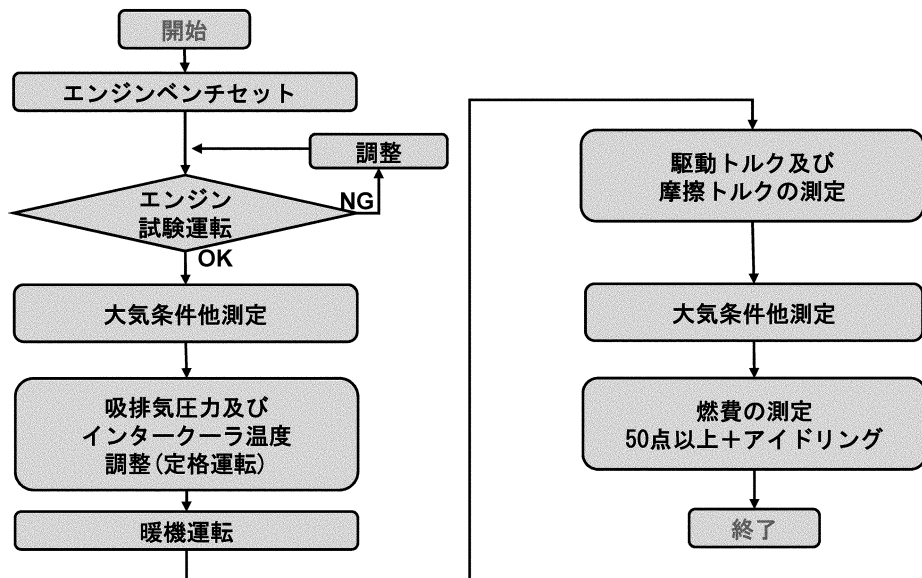 開始
エンジンベンチセット
調整
エンジン
試験運転
NG
OK
大気条件他測定
吸排気圧力及び
インタークーラ温度
調整(定格運転)
暖機運転
駆動トルク及び
摩擦トルクの測定
大気条件他測定
燃費の測定
50点以上＋アイドリング
終了